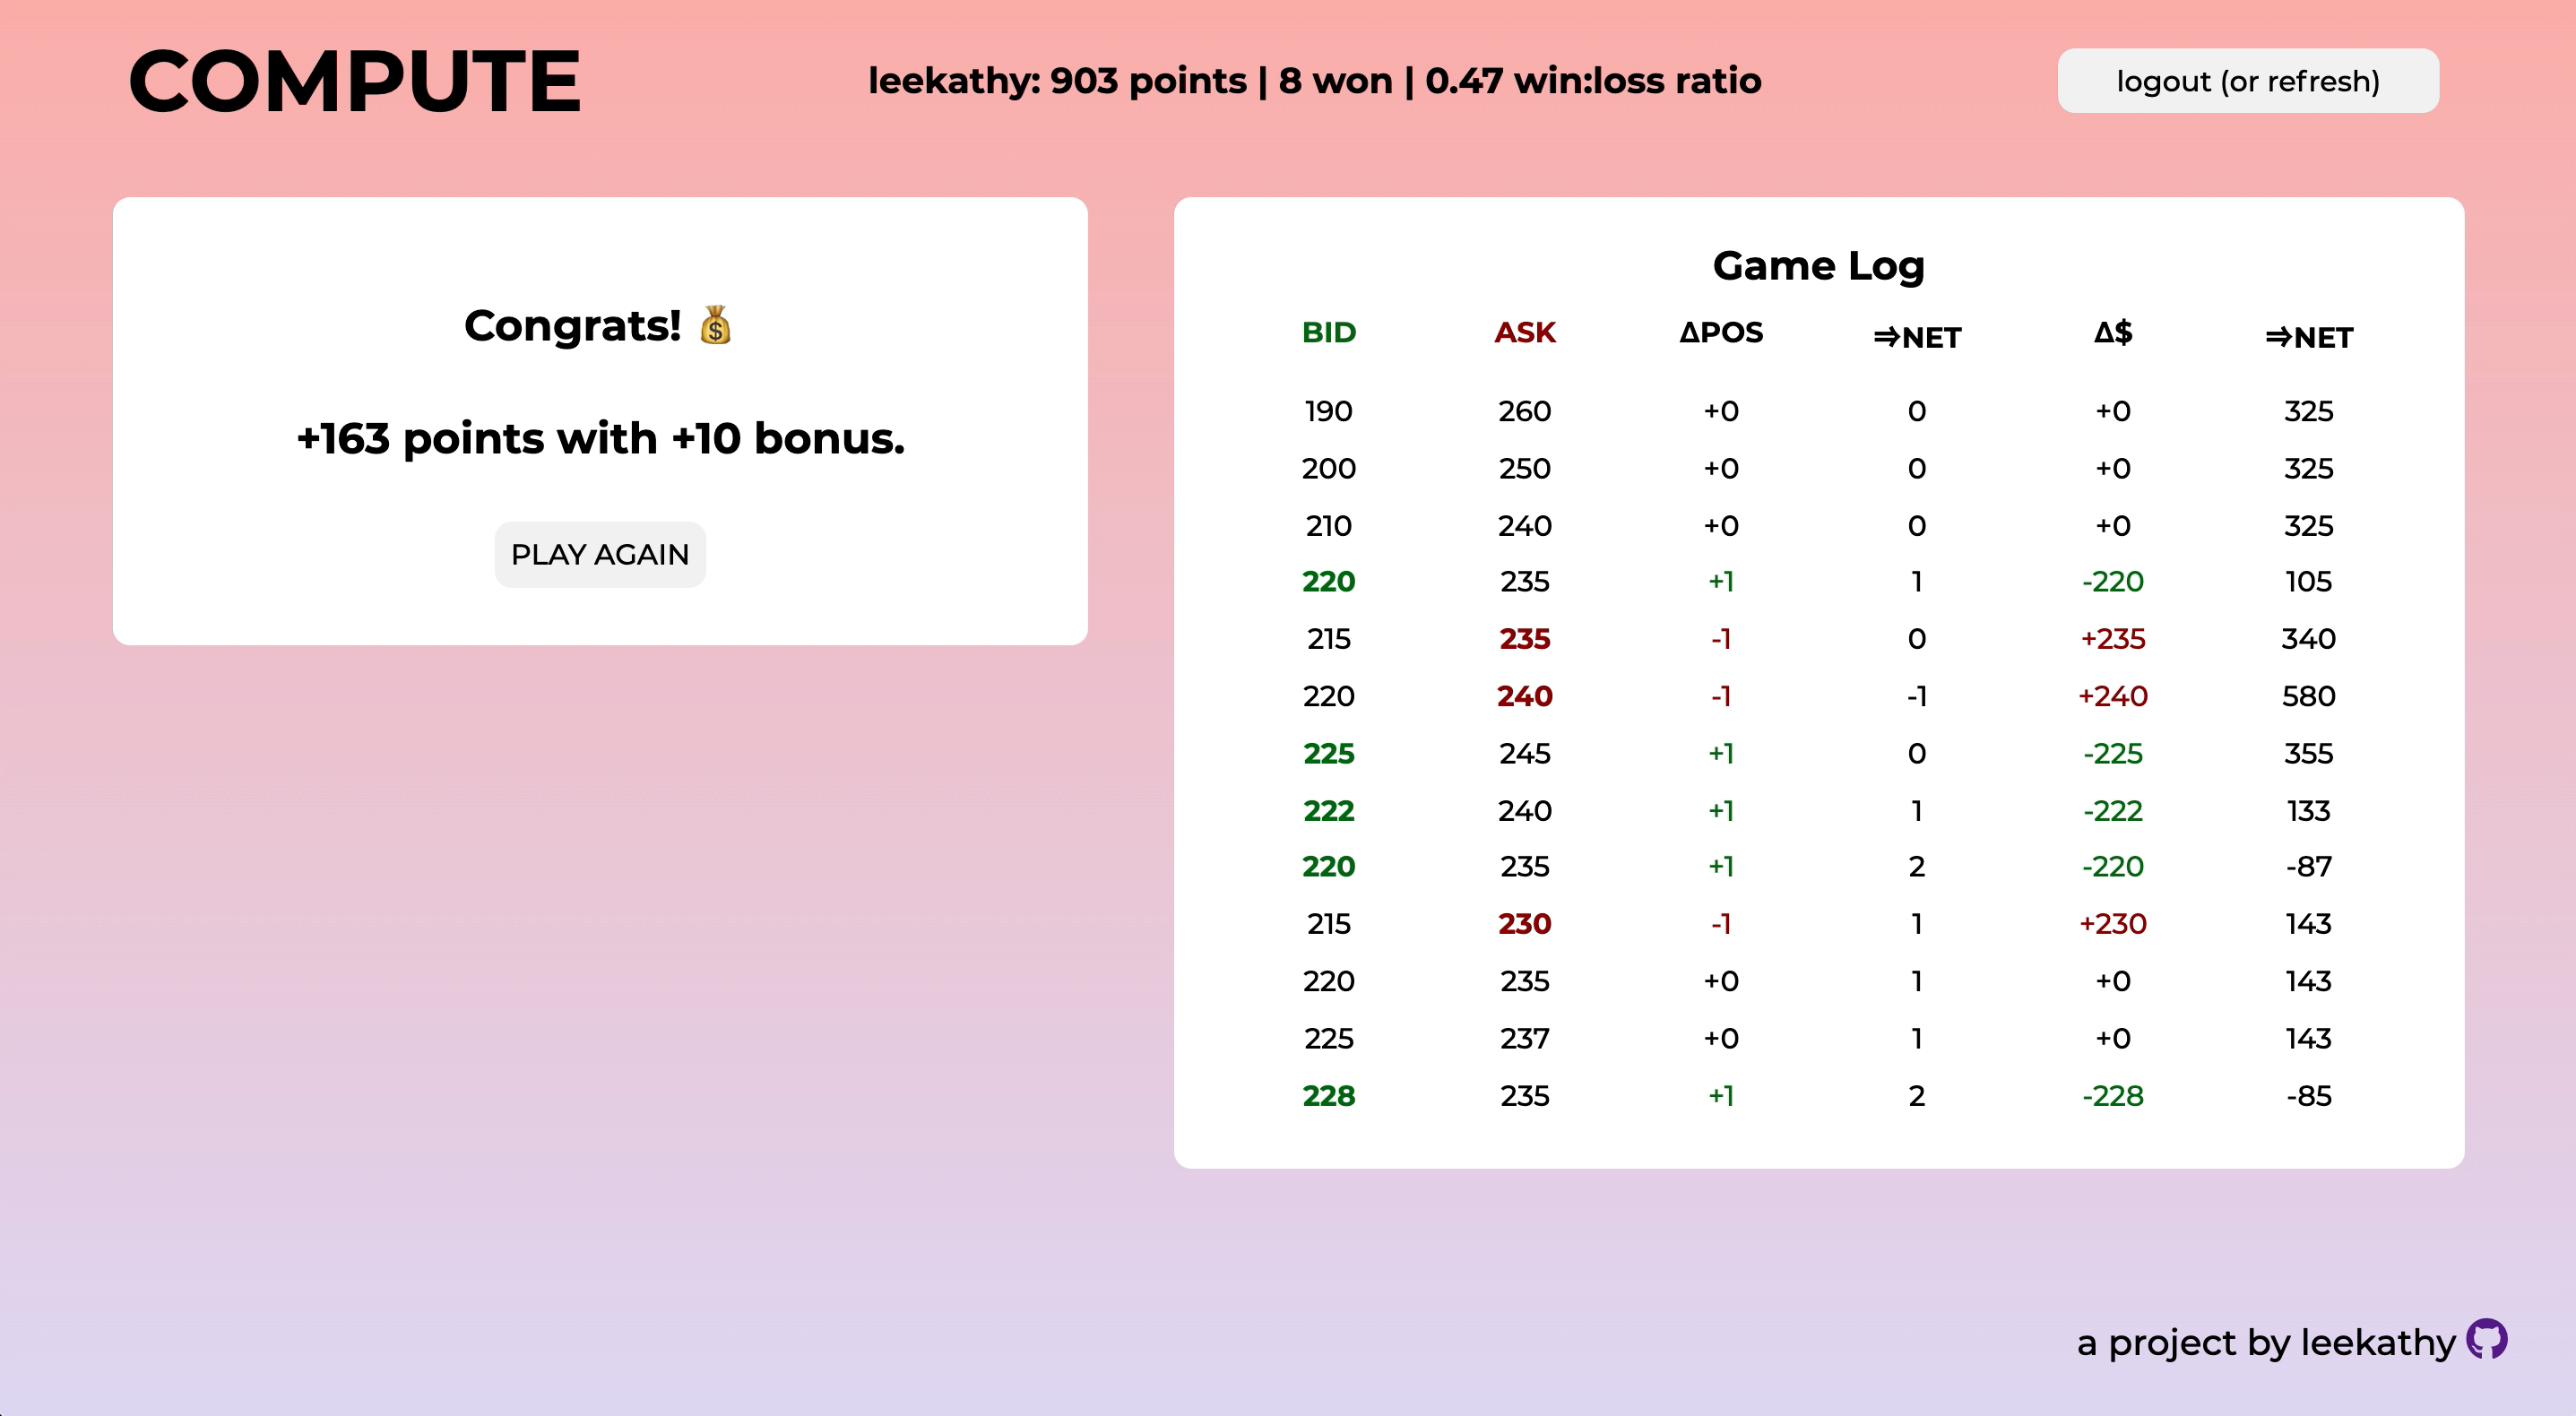 COMPUTE
leekathy: 903 points | 8 won | 0.47 win:loss ratio
logout (or refresh)
Congrats! 💰
+163 points with +10 bonus.
PLAY AGAIN
Game Log
BID ASK ΔPOS ⇒NET Δ$ ⇒NET
190 260 +0 0 +0 325
200 250 +0 0 +0 325
210 240 +0 0 +0 325
220 235 +1 1 -220 105
215 235 -1 0 +235 340
220 240 -1 -1 +240 580
225 245 +1 0 -225 355
222 240 +1 1 -222 133
220 235 +1 2 -220 -87
215 230 -1 1 +230 143
220 235 +0 1 +0 143
225 237 +0 1 +0 143
228 235 +1 2 -228 -85
a project by leekathy